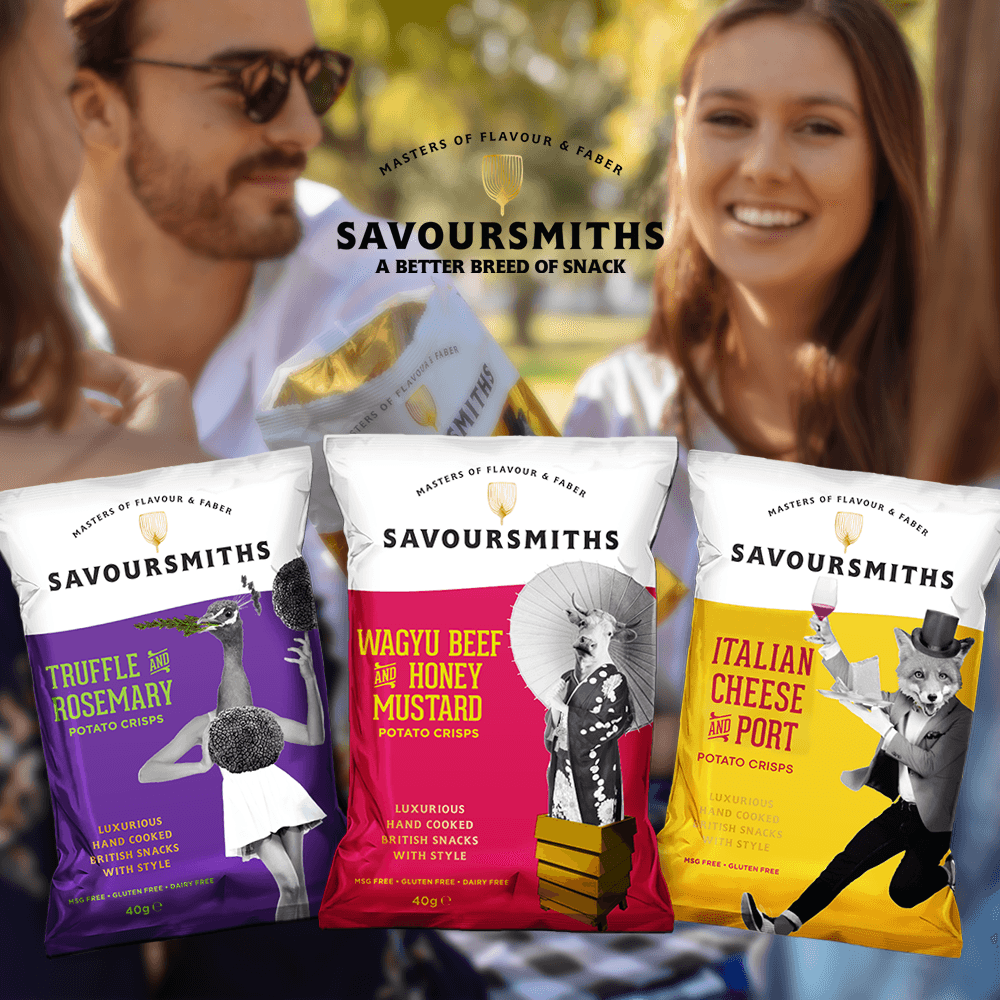 MASTERS OF FLAVOUR & FABER
SAVOURSMITHS
A BETTER BREED OF SNACK
OF FLAVOUR & FABER
SMITHS
MASTERS OF FLAVOUR & FABER
SAVOURSMITHS
TRUFFLE AND
ROSEMARY
POTATO CRISPS
LUXURIOUS
HAND COOKED
BRITISH SNACKS
WITH STYLE
MSG FREE • GLUTEN FREE • DAIRY FREE
40g ℮
MASTERS OF FLAVOUR & FABER
SAVOURSMITHS
WAGYU BEEF
AND HONEY
MUSTARD
POTATO CRISPS
LUXURIOUS
HAND COOKED
BRITISH SNACKS
WITH STYLE
MSG FREE • GLUTEN FREE • DAIRY FREE
40g ℮
MASTERS OF FLAVOUR & FABER
SAVOURSMITHS
ITALIAN
CHEESE
AND PORT
POTATO CRISPS
LUXURIOUS
HAND COOKED
BRITISH SNACKS
WITH STYLE
MSG FREE • GLUTEN FREE